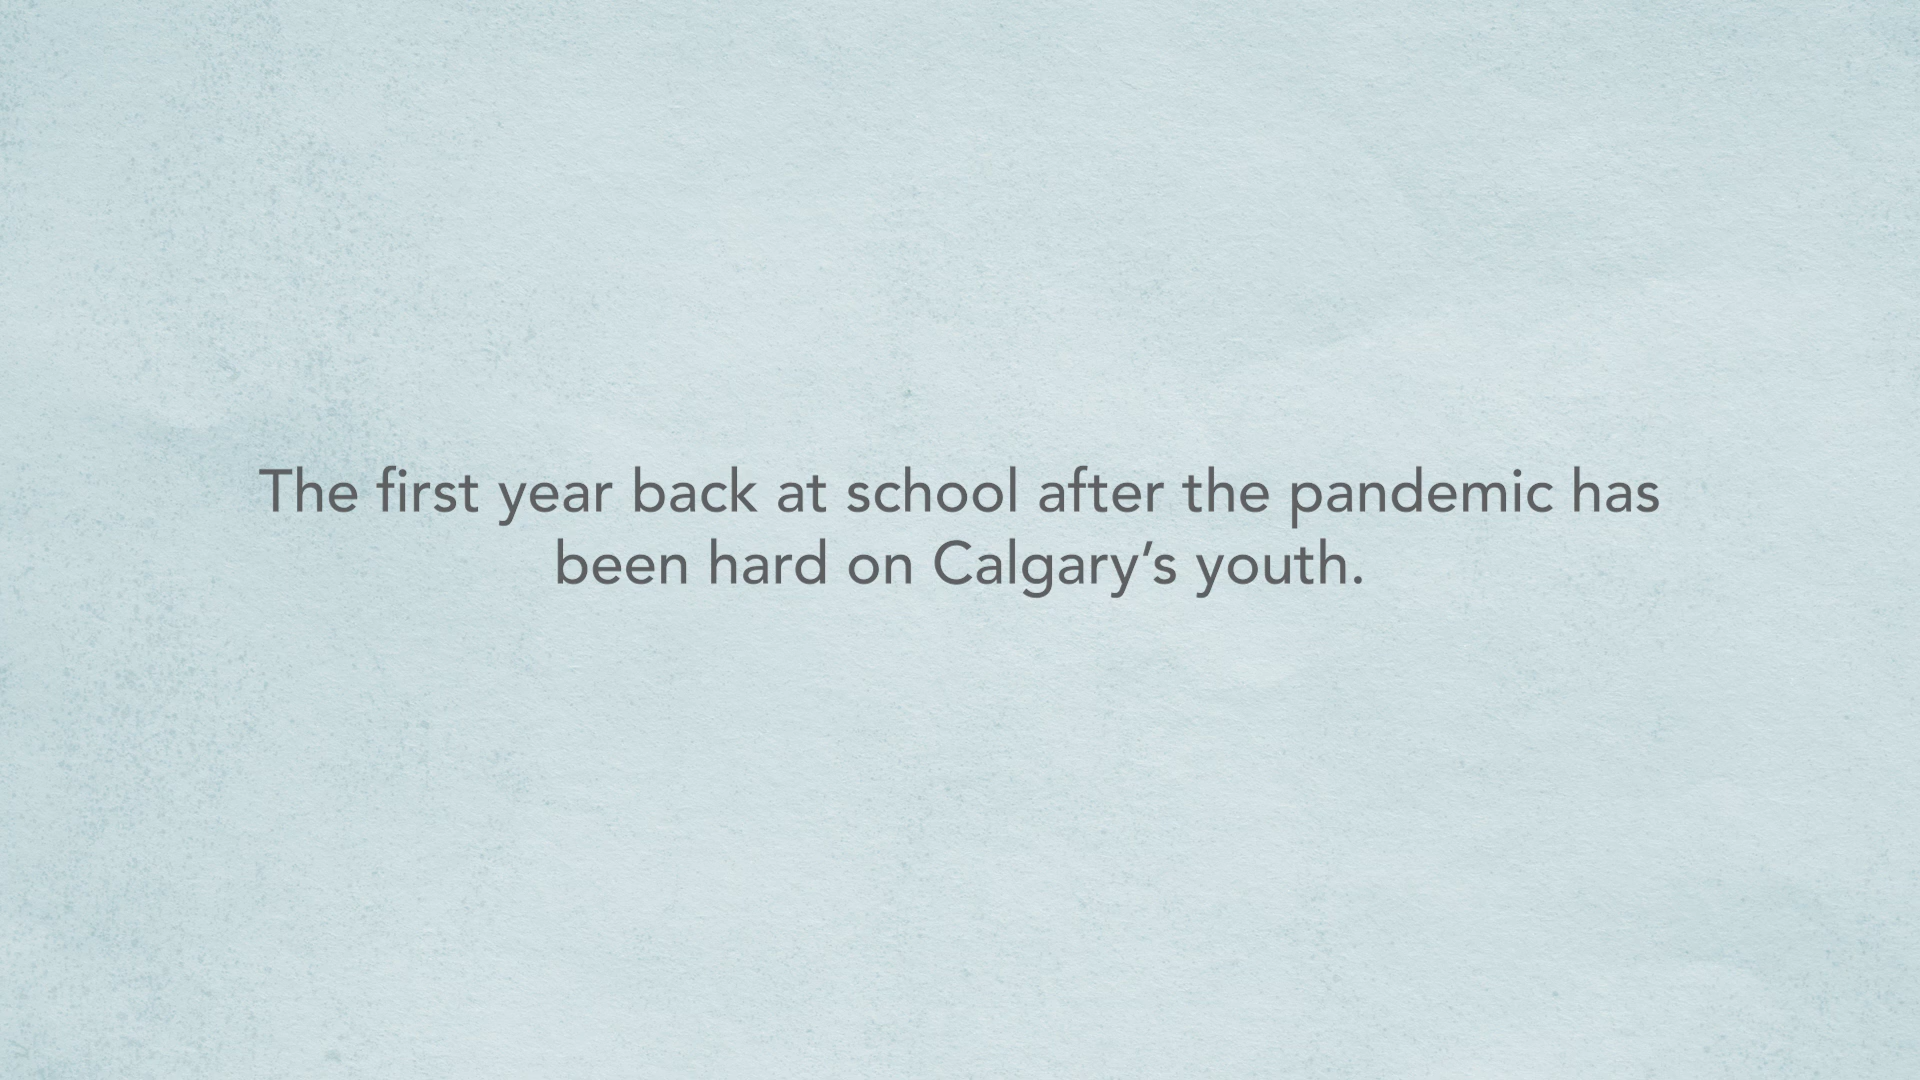 The first year back at school after the pandemic has
been hard on Calgary’s youth.